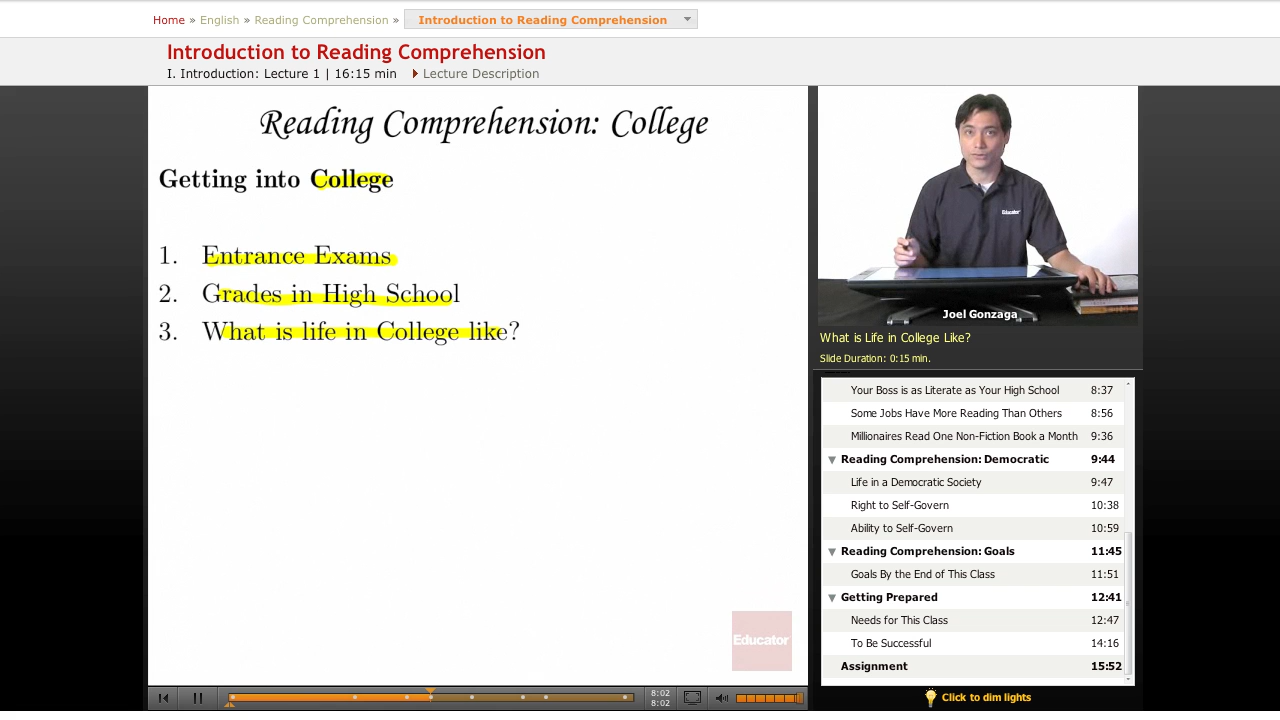 Home » English » Reading Comprehension » Introduction to Reading Comprehension
Introduction to Reading Comprehension
I. Introduction: Lecture 1 | 16:15 min Lecture Description
Reading Comprehension: College
Getting into College
1. Entrance Exams
2. Grades in High School
3. What is life in College like?
Educator
8:02
8:02
Educator
Joel Gonzaga
What is Life in College Like?
Slide Duration: 0:15 min.
Your Boss is as Literate as Your High School 8:37
Some Jobs Have More Reading Than Others 8:56
Millionaires Read One Non-Fiction Book a Month 9:36
Reading Comprehension: Democratic 9:44
Life in a Democratic Society 9:47
Right to Self-Govern 10:38
Ability to Self-Govern 10:59
Reading Comprehension: Goals 11:45
Goals By the End of This Class 11:51
Getting Prepared 12:41
Needs for This Class 12:47
To Be Successful 14:16
Assignment 15:52
Click to dim lights